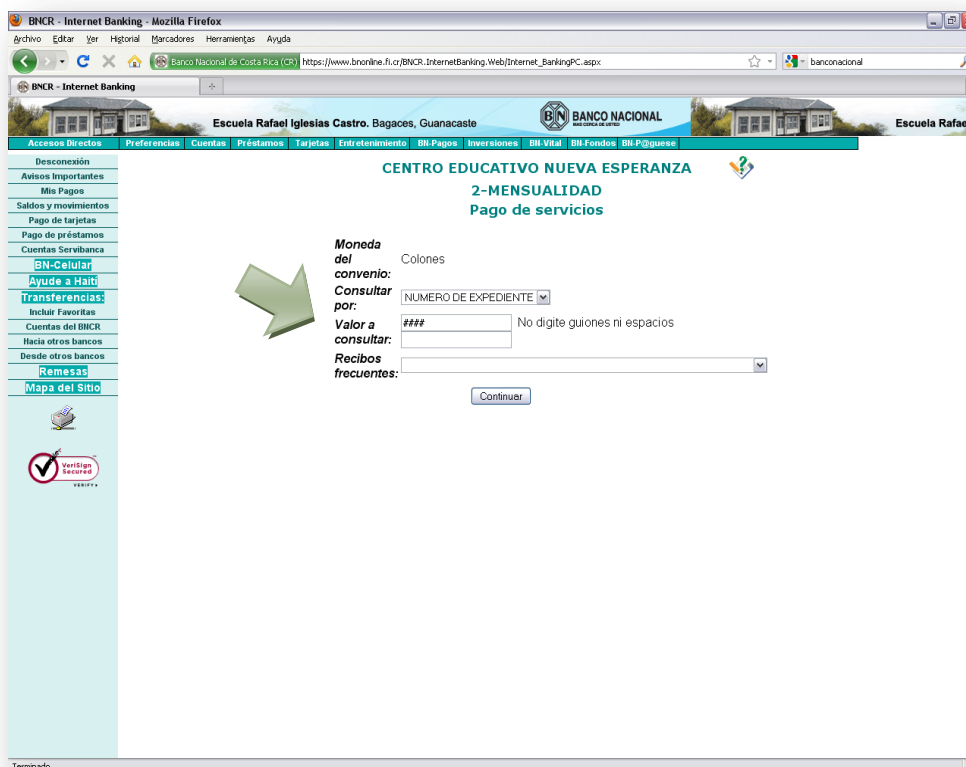 BNCR - Internet Banking - Mozilla Firefox
Archivo Editar Ver Historial Marcadores Herramientas Ayuda
Banco Nacional de Costa Rica (CR) https://www.bnonline.fi.cr/BNCR.InternetBanking.Web/Internet_BankingPC.aspx banconacional
BNCR - Internet Banking
Escuela Rafael Iglesias Castro. Bagaces, Guanacaste BN BANCO NACIONAL Escuela Rafae
MAS CERCA DE USTED
Accesos Directos Preferencias Cuentas Préstamos Tarjetas Entretenimiento BN-Pagos Inversiones BN-Vital BN-Fondos BN-P@guese
Desconexión
Avisos Importantes
Mis Pagos
Saldos y movimientos
Pago de tarjetas
Pago de préstamos
Cuentas Servibanca
BN-Celular
Ayude a Haití
Transferencias:
Incluir Favoritas
Cuentas del BNCR
Hacia otros bancos
Desde otros bancos
Remesas
Mapa del Sitio
VeriSign
Secured
VERIFY
CENTRO EDUCATIVO NUEVA ESPERANZA
2-MENSUALIDAD
Pago de servicios
Moneda
del Colones
convenio:
Consultar
por: NUMERO DE EXPEDIENTE
Valor a #### No digite guiones ni espacios
consultar:
Recibos
frecuentes:
Continuar
Terminado